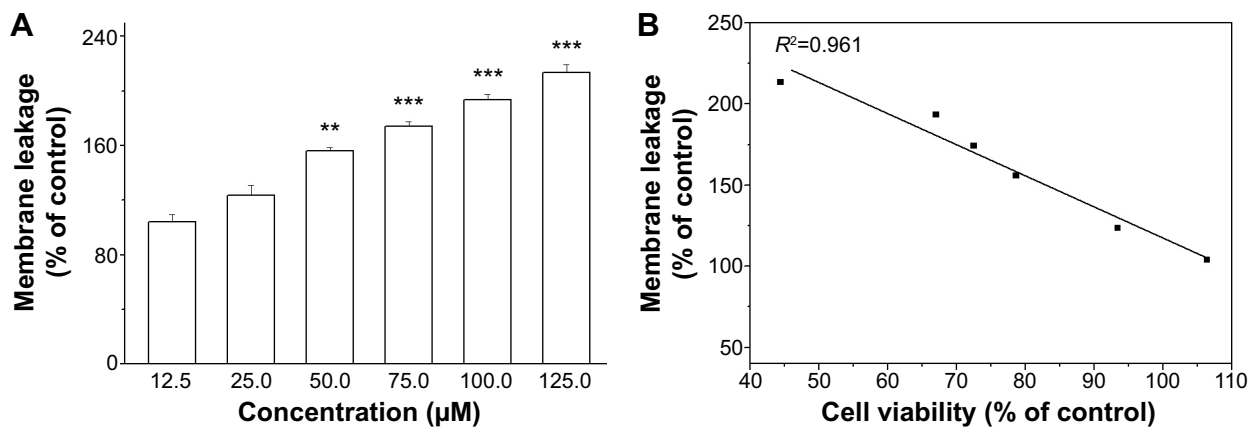 A
Membrane leakage
(% of control)
240
160
80
0
**
***
***
***
12.5 25.0 50.0 75.0 100.0 125.0
Concentration (µM)
B
Membrane leakage
(% of control)
250
200
150
100
50
R²=0.961
40 50 60 70 80 90 100 110
Cell viability (% of control)